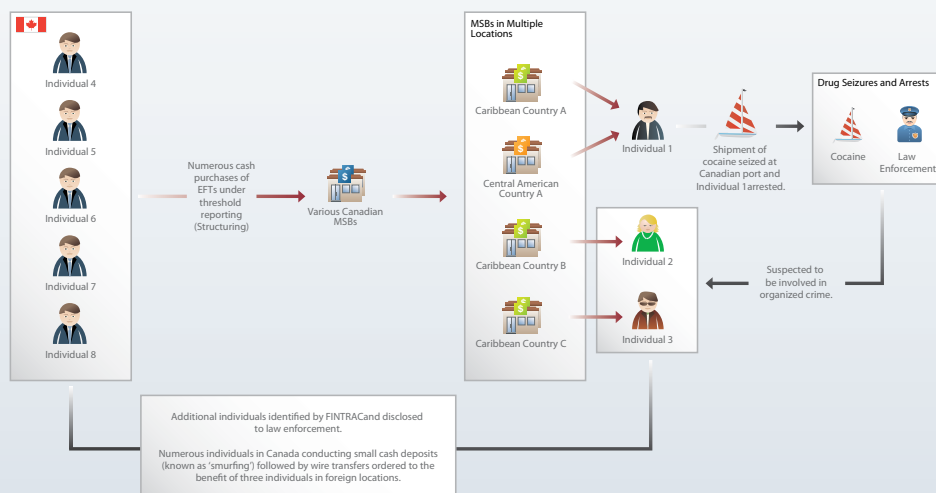 Individual 4
Individual 5
Individual 6
Individual 7
Individual 8
Numerous cash
purchases of
EFTs under
threshold
reporting
(Structuring)
Various Canadian
MSBs
MSBs in Multiple
Locations
Caribbean Country A
Central American
Country A
Caribbean Country B
Caribbean Country C
Individual 1
Individual 2
Individual 3
Shipment of
cocaine seized at
Canadian port and
Individual 1arrested.
Drug Seizures and Arrests
Cocaine
Law
Enforcement
Suspected to
be involved in
organized crime.
Additional individuals identified by FINTRACand disclosed
to law enforcement.
Numerous individuals in Canada conducting small cash deposits
(known as ‘smurfing’) followed by wire transfers ordered to the
benefit of three individuals in foreign locations.